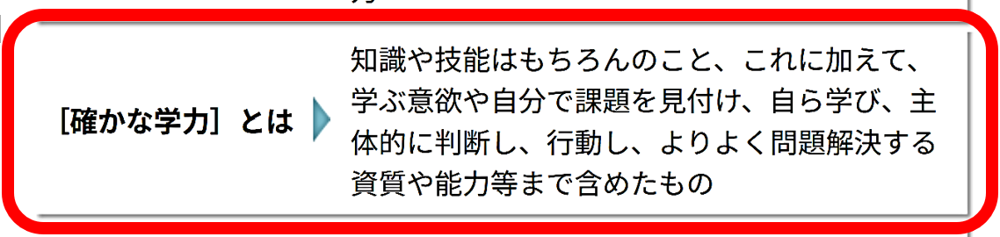 ［確かな学力］とは
知識や技能はもちろんのこと、これに加えて、
学ぶ意欲や自分で課題を見付け、自ら学び、主
体的に判断し、行動し、よりよく問題解決する
資質や能力等まで含めたもの